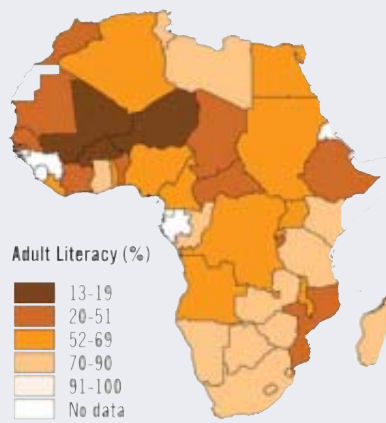 Adult Literacy (%)
13-19
20-51
52-69
70-90
91-100
No data